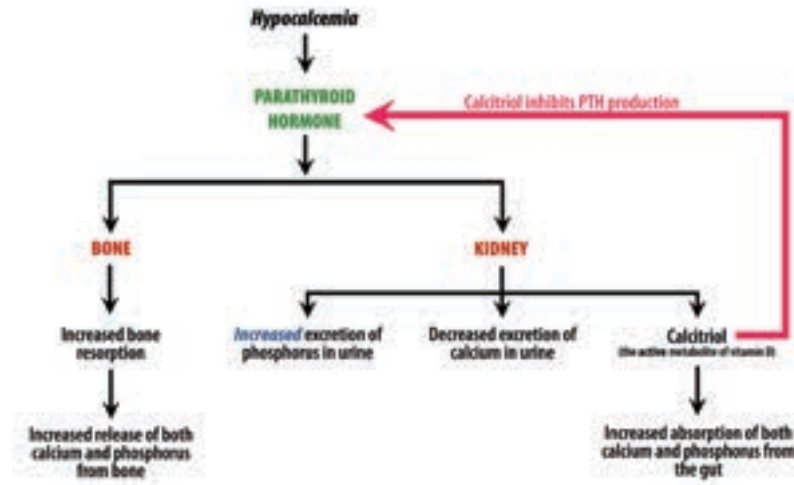 Hypocalcemia
PARATHYROID
HORMONE
Calcitriol inhibits PTH production
BONE
KIDNEY
Increased bone
resorption
Increased excretion of
phosphorus in urine
Decreased excretion of
calcium in urine
Calcitriol
(the active metabolite of vitamin D)
Increased release of both
calcium and phosphorus
from bone
Increased absorption of both
calcium and phosphorus from
the gut